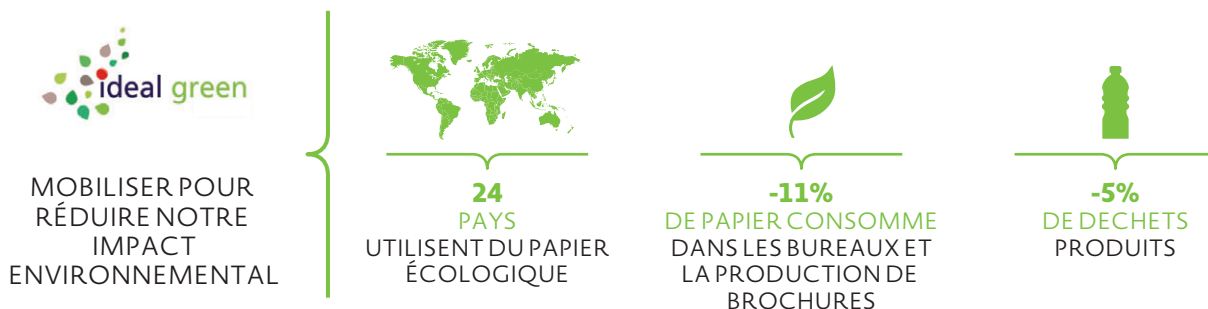 ideal green
MOBILISER POUR
RÉDUIRE NOTRE
IMPACT
ENVIRONNEMENTAL
24
PAYS
UTILISENT DU PAPIER
ÉCOLOGIQUE
-11%
DE PAPIER CONSOMME
DANS LES BUREAUX ET
LA PRODUCTION DE
BROCHURES
-5%
DE DECHETS
PRODUITS